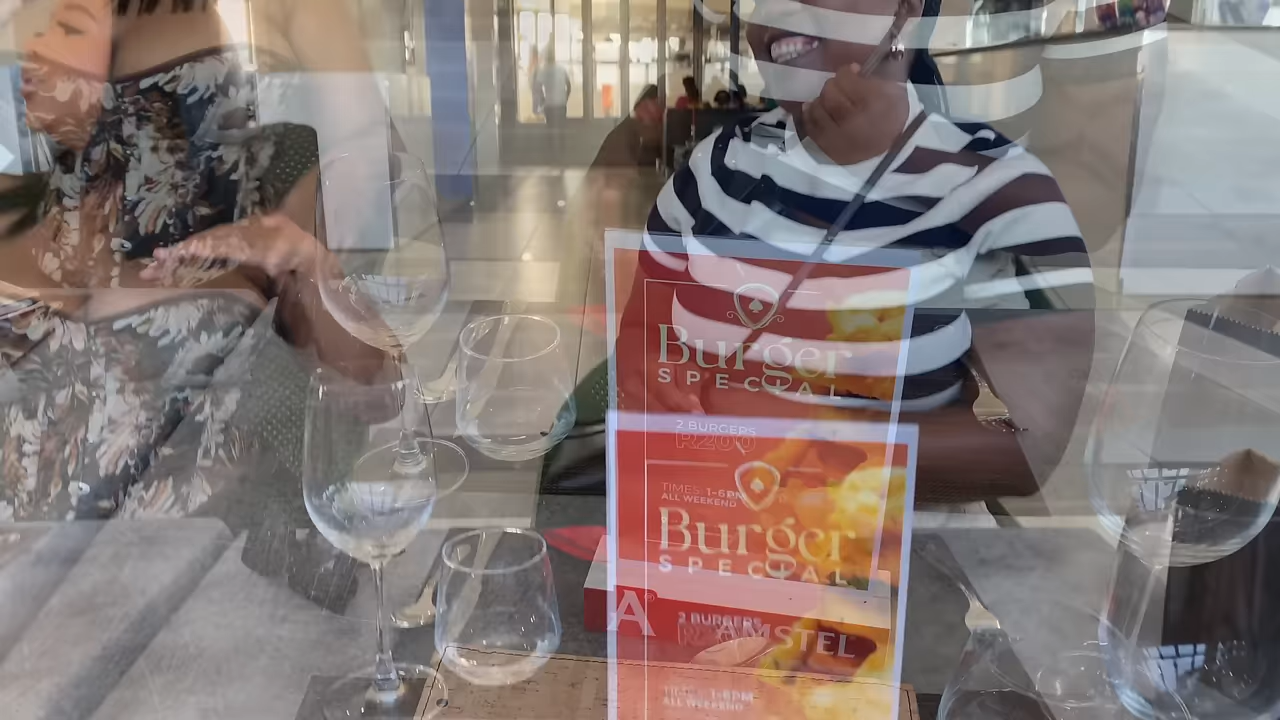 Burger
SPECIAL
2 BURGERS
R200
TIMES: 1-6PM
ALL WEEKEND
Burger
SPECIAL
2 BURGERS
A
AMSTEL
TIMES: 1-6PM
ALL WEEKEND